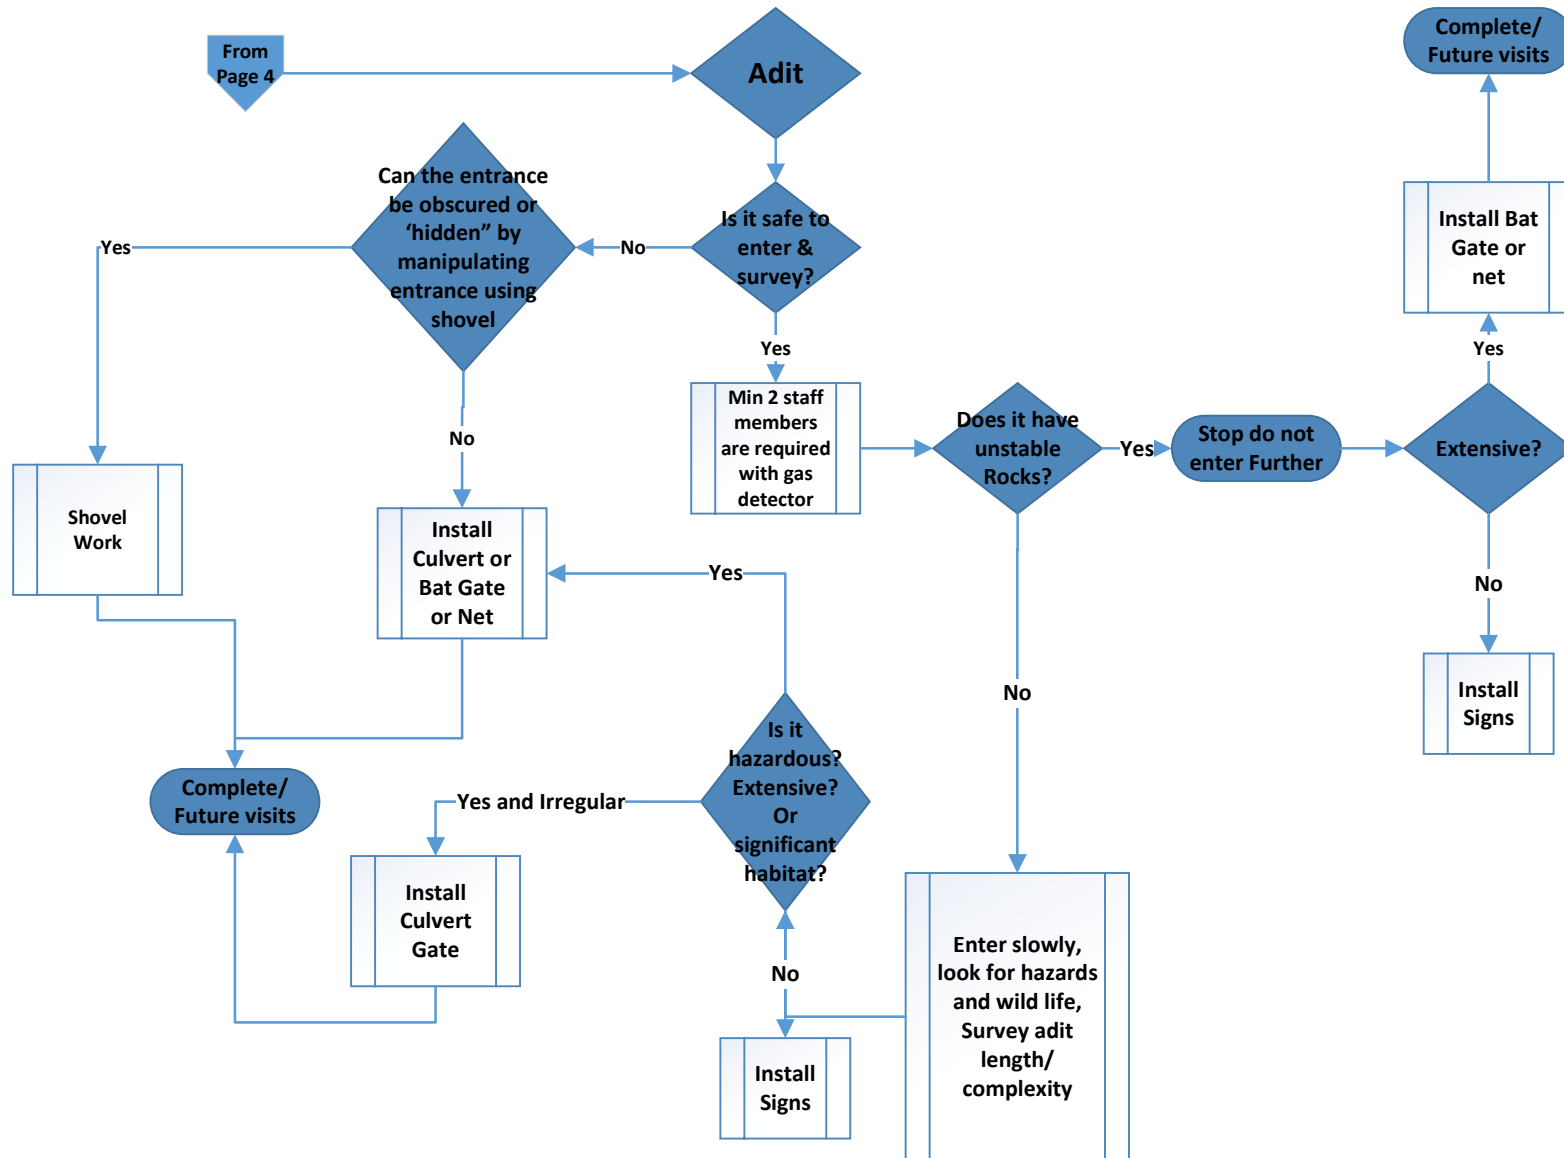 From
Page 4
Adit
Complete/
Future visits
Can the entrance
be obscured or
‘hidden” by
manipulating
entrance using
shovel
Is it safe to
enter &
survey?
Install Bat
Gate or
net
Yes
No
Yes
Yes
Min 2 staff
members
are required
with gas
detector
Does it have
unstable
Rocks?
Yes
Stop do not
enter Further
Extensive?
No
Shovel
Work
Install
Culvert or
Bat Gate
or Net
Yes
No
No
Install
Signs
Is it
hazardous?
Extensive?
Or
significant
habitat?
Complete/
Future visits
Yes and Irregular
Install
Culvert
Gate
No
Enter slowly,
look for hazards
and wild life,
Survey adit
length/
complexity
Install
Signs